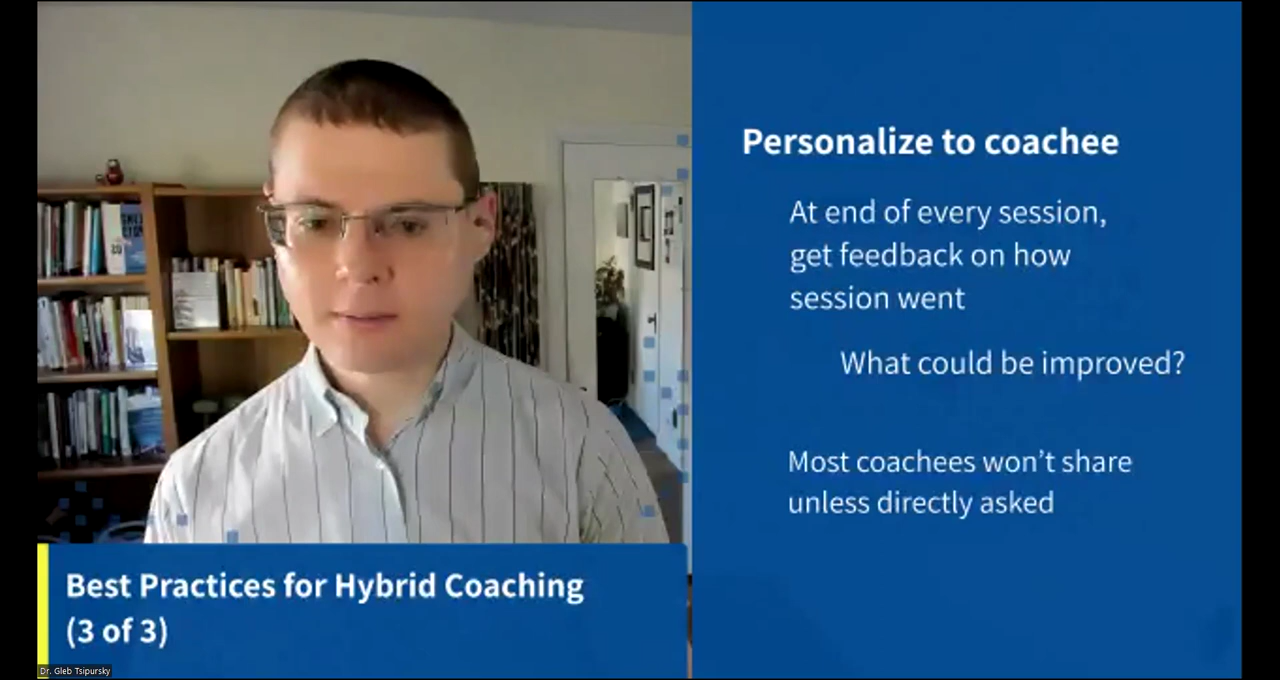 Personalize to coachee
At end of every session,
get feedback on how
session went
What could be improved?
Most coachees won’t share
unless directly asked
Best Practices for Hybrid Coaching
(3 of 3)
Dr. Gleb Tsipursky